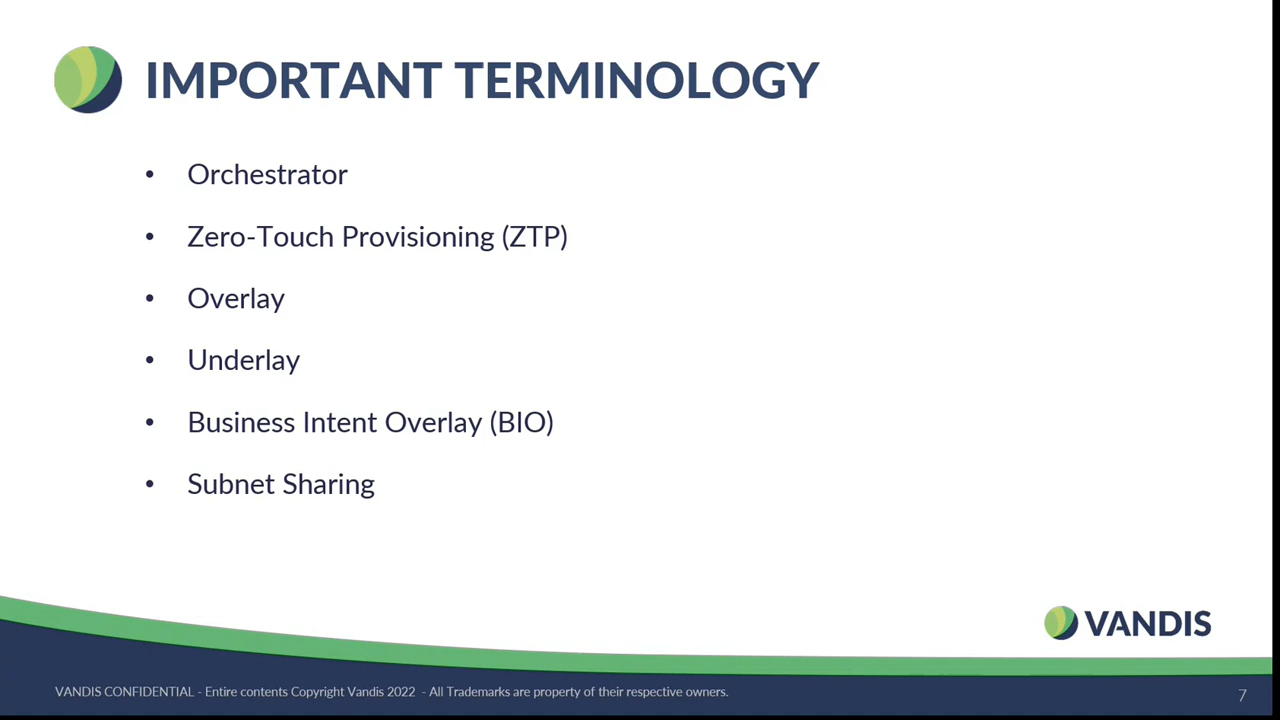 IMPORTANT TERMINOLOGY
• Orchestrator
• Zero-Touch Provisioning (ZTP)
• Overlay
• Underlay
• Business Intent Overlay (BIO)
• Subnet Sharing
VANDIS
VANDIS CONFIDENTIAL - Entire contents Copyright Vandis 2022 - All Trademarks are property of their respective owners.
7